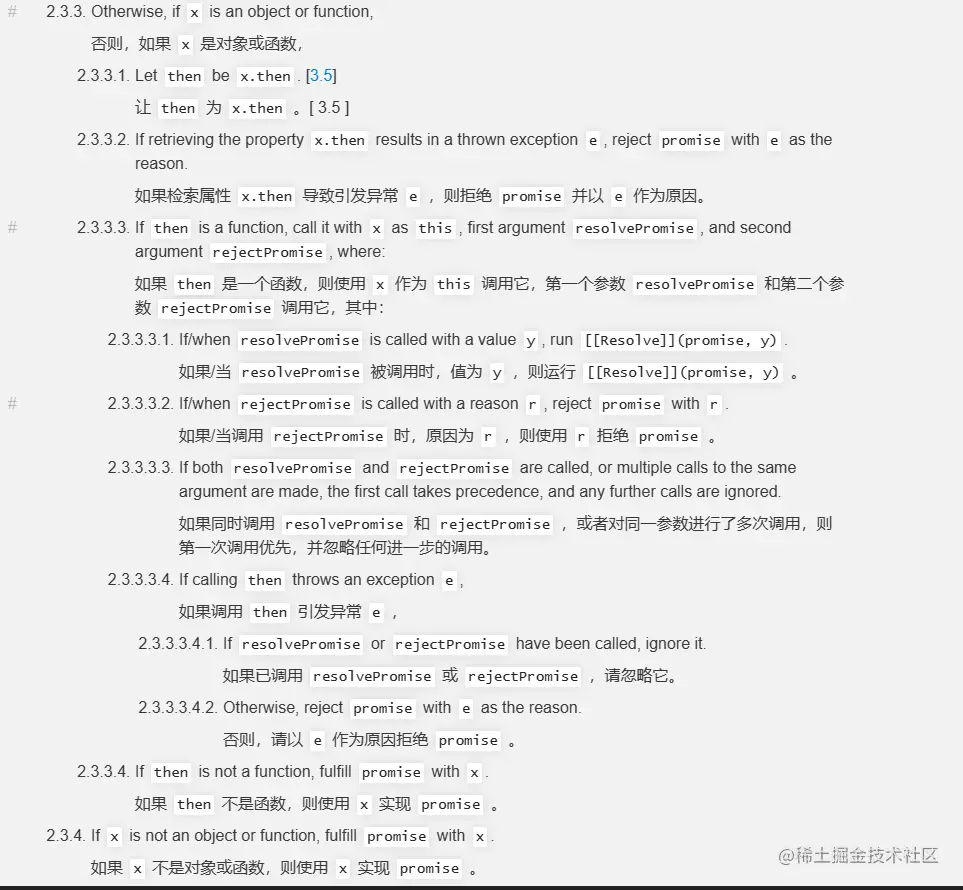 # 2.3.3. Otherwise, if x is an object or function,
否则，如果 x 是对象或函数，
2.3.3.1. Let then be x.then. [3.5]
让 then 为 x.then 。[ 3.5 ]
2.3.3.2. If retrieving the property x.then results in a thrown exception e, reject promise with e as the
reason.
如果检索属性 x.then 导致引发异常 e ，则拒绝 promise 并以 e 作为原因。
# 2.3.3.3. If then is a function, call it with x as this, first argument resolvePromise, and second
argument rejectPromise, where:
如果 then 是一个函数，则使用 x 作为 this 调用它，第一个参数 resolvePromise 和第二个参
数 rejectPromise 调用它，其中：
2.3.3.3.1. If/when resolvePromise is called with a value y, run [[Resolve]](promise, y).
如果/当 resolvePromise 被调用时，值为 y ，则运行 [[Resolve]](promise, y) 。
# 2.3.3.3.2. If/when rejectPromise is called with a reason r, reject promise with r.
如果/当调用 rejectPromise 时，原因为 r ，则使用 r 拒绝 promise 。
2.3.3.3.3. If both resolvePromise and rejectPromise are called, or multiple calls to the same
argument are made, the first call takes precedence, and any further calls are ignored.
如果同时调用 resolvePromise 和 rejectPromise ，或者对同一参数进行了多次调用，则
第一次调用优先，并忽略任何进一步的调用。
2.3.3.3.4. If calling then throws an exception e,
如果调用 then 引发异常 e ，
2.3.3.3.4.1. If resolvePromise or rejectPromise have been called, ignore it.
如果已调用 resolvePromise 或 rejectPromise ，请忽略它。
2.3.3.3.4.2. Otherwise, reject promise with e as the reason.
否则，请以 e 作为原因拒绝 promise 。
2.3.3.4. If then is not a function, fulfill promise with x.
如果 then 不是函数，则使用 x 实现 promise 。
2.3.4. If x is not an object or function, fulfill promise with x.
如果 x 不是对象或函数，则使用 x 实现 promise 。
@稀土掘金技术社区